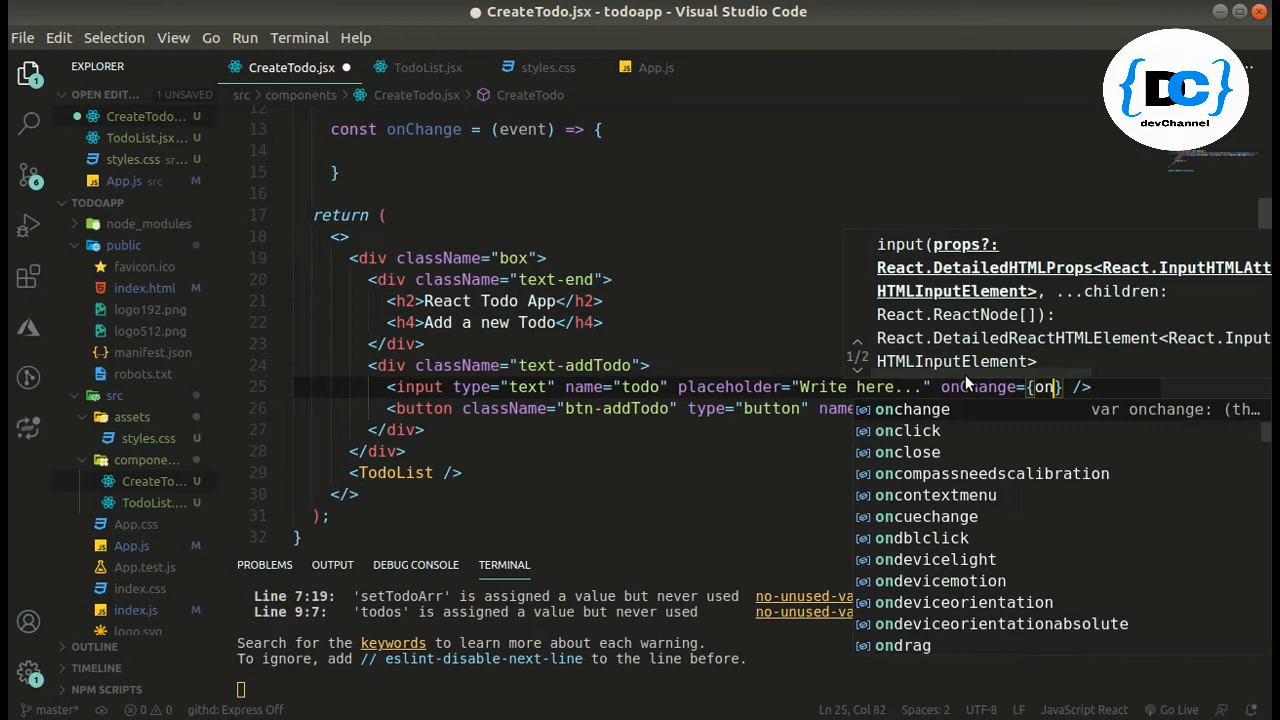 ● CreateTodo.jsx - todoapp - Visual Studio Code
File Edit Selection View Go Run Terminal Help
EXPLORER
CreateTodo.jsx ●
TodoList.jsx
styles.css
App.js
{DC}
devChannel
OPEN EDIT... 1 UNSAVED
src > components > CreateTodo.jsx > CreateTodo
CreateTodo... U
TodoList.jsx... U
styles.css sr... U
App.js src M
TODOAPP
node_modules
public
favicon.ico
index.html
logo192.png
logo512.png
manifest.json
robots.txt
src
assets
styles.css U
compone...
CreateTo... U
TodoList.... U
App.css
App.js M
App.test.js
index.css
index.js M
logo.svg
OUTLINE
TIMELINE
NPM SCRIPTS
12
13 const onChange = (event) => {
14
15 }
16
17 return (
18 <>
19 <div className="box">
20 <div className="text-end">
21 <h2>React Todo App</h2>
22 <h4>Add a new Todo</h4>
23 </div>
24 <div className="text-addTodo">
25 <input type="text" name="todo" placeholder="Write here..." onChange={on} />
26 <button className="btn-addTodo" type="button" name
27 </div>
28 </div>
29 <TodoList />
30 </>
31 );
32 }
input(props?:
React.DetailedHTMLProps<React.InputHTMLAtt
HTMLInputElement>, ...children:
React.ReactNode[]):
React.DetailedReactHTMLElement<React.Input
HTMLInputElement>
1/2
onchange var onchange: (th...
onclick
onclose
oncompassneedscalibration
oncontextmenu
oncuechange
ondblclick
ondevicelight
ondevicemotion
ondeviceorientation
ondeviceorientationabsolute
ondrag
PROBLEMS OUTPUT DEBUG CONSOLE TERMINAL
Line 7:19: 'setTodoArr' is assigned a value but never used no-unused-va
Line 9:7: 'todos' is assigned a value but never used no-unused-va
Search for the keywords to learn more about each warning.
To ignore, add // eslint-disable-next-line to the line before.
1
6
1
master* 0 0 githd: Express Off Ln 25, Col 82 Spaces: 2 UTF-8 LF JavaScript React Go Live